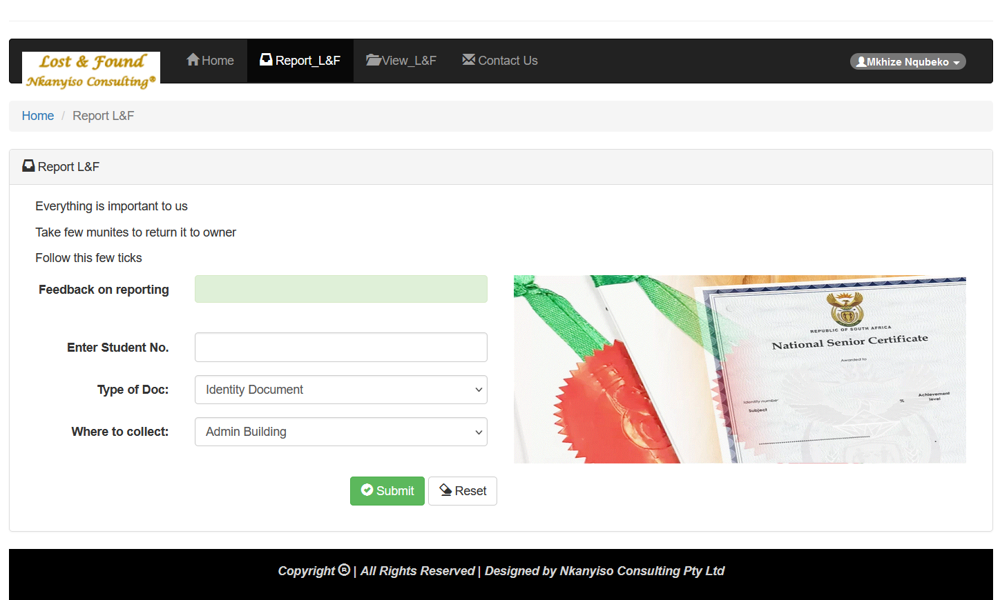 Lost & Found
Nkanyiso Consulting®
Home
Report_L&F
View_L&F
Contact Us
Mkhize Nqubeko
Home / Report L&F
Report L&F
Everything is important to us
Take few munites to return it to owner
Follow this few ticks
Feedback on reporting
Enter Student No.
Type of Doc:
Identity Document
Where to collect:
Admin Building
Submit
Reset
REPUBLIC OF SOUTH AFRICA
National Senior Certificate
Awarded to
Identity number
Subject
%
Achievement
level
Copyright ® | All Rights Reserved | Designed by Nkanyiso Consulting Pty Ltd